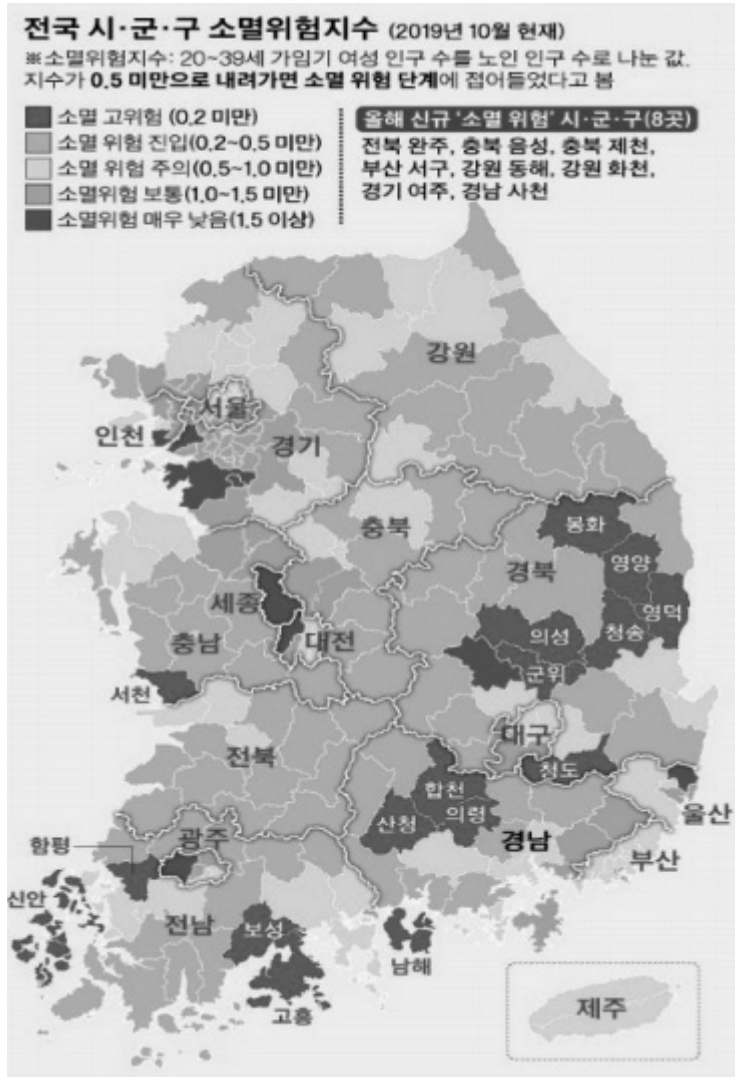 전국 시·군·구 소멸위험지수 (2019년 10월 현재)
※소멸위험지수: 20~39세 가임기 여성 인구 수를 노인 인구 수로 나눈 값.
지수가 0.5 미만으로 내려가면 소멸 위험 단계에 접어들었다고 봄
소멸 고위험 (0.2 미만)
소멸 위험 진입(0.2~0.5 미만)
소멸 위험 주의(0.5~1.0 미만)
소멸위험 보통(1.0~1.5 미만)
소멸위험 매우 낮음(1.5 이상)
올해 신규 '소멸 위험' 시·군·구(8곳)
전북 완주, 충북 음성, 충북 제천,
부산 서구, 강원 동해, 강원 화천,
경기 여주, 경남 사천
강원
서울
인천
경기
충북
봉화
경북
영양
세종
영덕
의성
청송
충남
대전
군위
서천
대구
전북
청도
합천
산청
의령
울산
함평
광주
경남
부산
신안
전남
보성
남해
고흥
제주